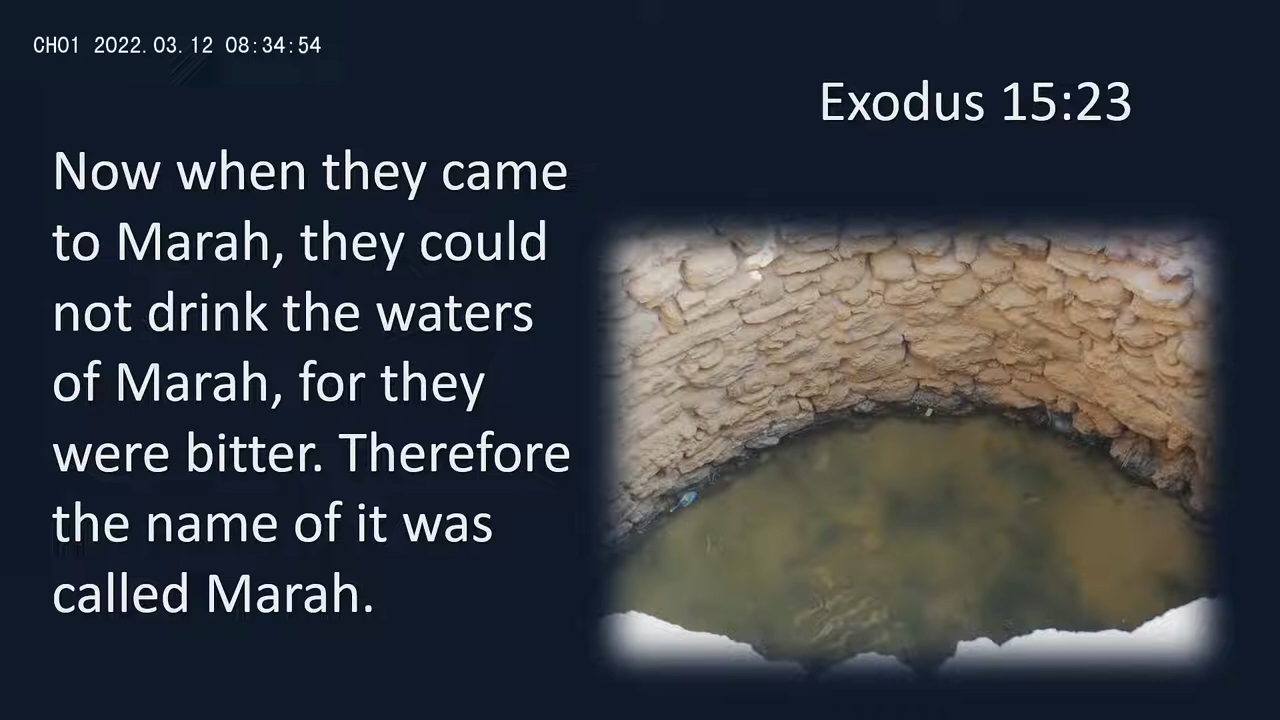 CH01 2022.03.12 08:34:54
Exodus 15:23
Now when they came
to Marah, they could
not drink the waters
of Marah, for they
were bitter. Therefore
the name of it was
called Marah.